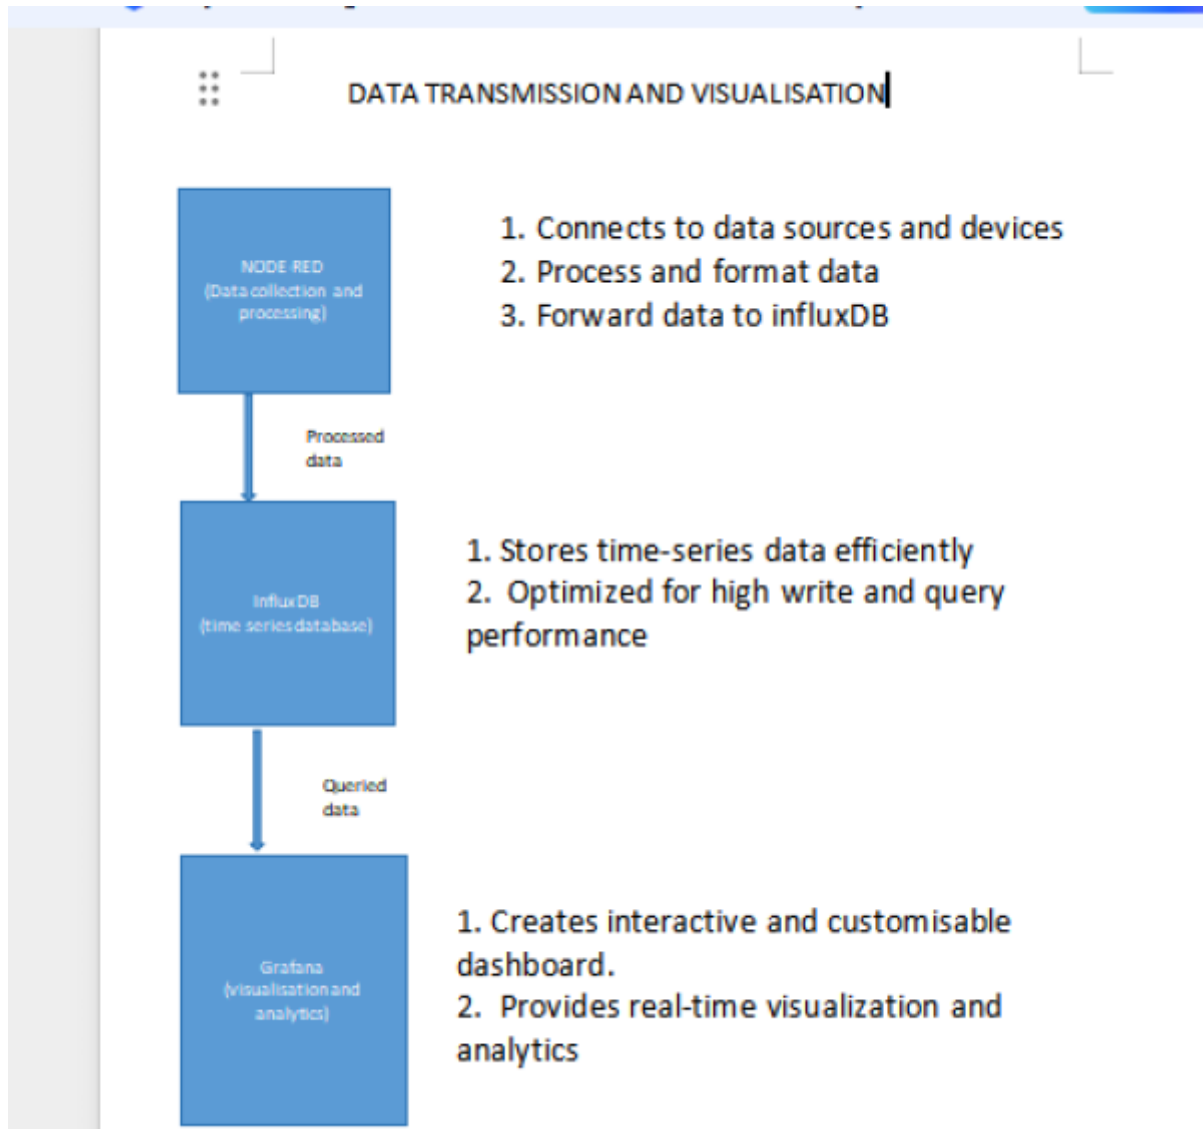 DATA TRANSMISSION AND VISUALISATION
NODE-RED
(Data collection and
processing)
1. Connects to data sources and devices
2. Process and format data
3. Forward data to influxDB
Processed
data
InfluxDB
(time series database)
1. Stores time-series data efficiently
2. Optimized for high write and query
performance
Queried
data
Grafana
(visualisation and
analytics)
1. Creates interactive and customisable
dashboard.
2. Provides real-time visualization and
analytics